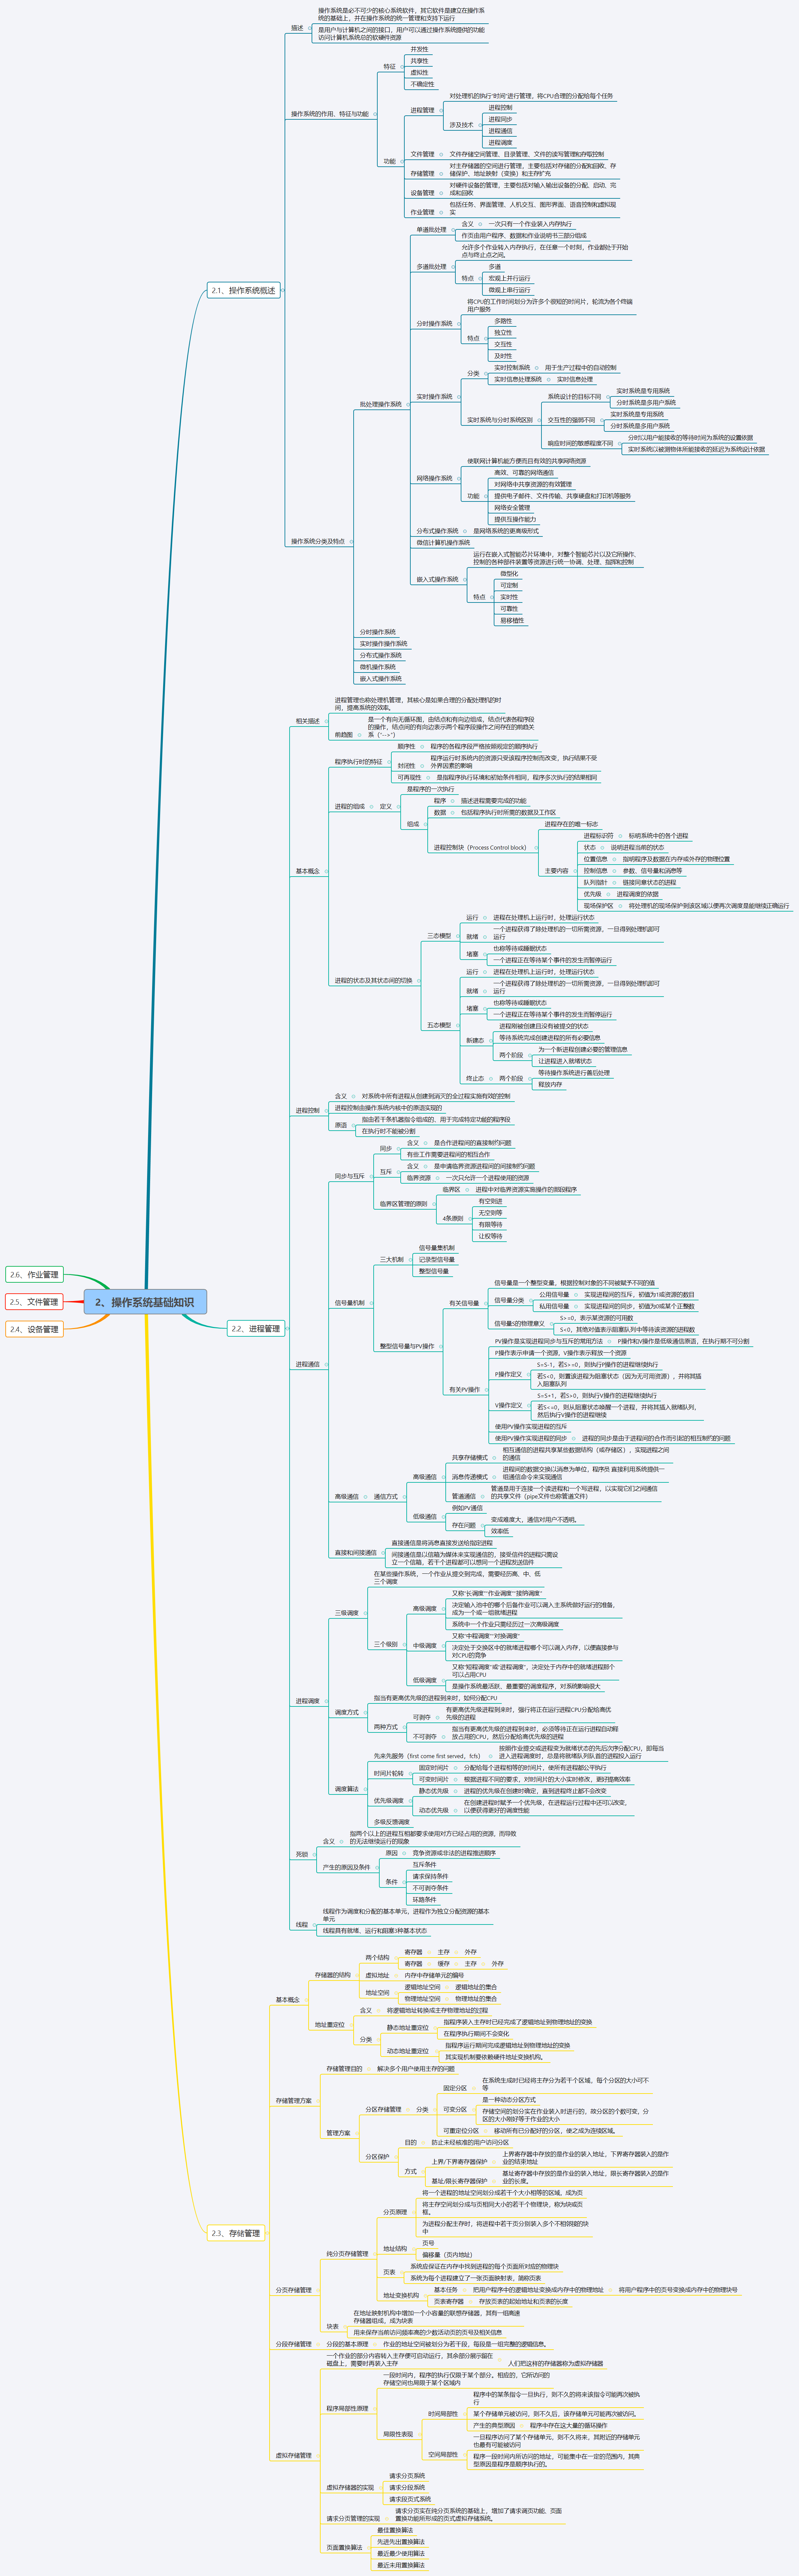 2、操作系统基础知识
2.1、操作系统概述
描述
操作系统是必不可少的核心系统软件，其它软件是建立在操作系
统的基础上，并在操作系统的统一管理和支持下运行
是用户与计算机之间的接口，用户可以通过操作系统提供的功能
访问计算机系统总的软硬件资源
操作系统的作用、特征与功能
特征
并发性
共享性
虚拟性
不确定性
功能
进程管理
对处理机的执行"时间"进行管理，将CPU合理的分配给每个任务
涉及技术
进程控制
进程同步
进程通信
进程调度
文件管理
文件存储空间管理、目录管理、文件的读写管理和存取控制
存储管理
对主存储器的空间进行管理，主要包括对存储的分配和回收、存
储保护、地址映射（变换）和主存扩充
设备管理
对硬件设备的管理，主要包括对输入输出设备的分配、启动、完
成和回收
作业管理
包括任务、界面管理、人机交互、图形界面、语音控制和虚拟现
实
操作系统分类及特点
批处理操作系统
单道批处理
含义
一次只有一个作业装入内存执行
作页由用户程序、数据和作业说明书三部分组成
多道批处理
允许多个作业转入内存执行，在任意一个时刻，作业都处于开始
点与终止点之间。
特点
多道
宏观上并行运行
微观上串行运行
分时操作系统
将CPU的工作时间划分为许多个很短的时间片，轮流为各个终端
用户服务
特点
多路性
独立性
交互性
及时性
实时操作系统
分类
实时控制系统
用于生产过程中的自动控制
实时信息处理系统
实时信息处理
实时系统与分时系统区别
系统设计的目标不同
实时系统是专用系统
分时系统是多用户系统
交互性的强弱不同
实时系统是专用系统
分时系统是多用户系统
响应时间的敏感程度不同
分时以用户能接收的等待时间为系统的设置依据
实时系统以被测物体所能接收的延迟为系统设计依据
网络操作系统
使联网计算机能方便而且有效的共享网络资源
功能
高效、可靠的网络通信
对网络中共享资源的有效管理
提供电子邮件、文件传输、共享硬盘和打印机等服务
网络安全管理
提供互操作能力
分布式操作系统
是网络系统的更高级形式
微信计算机操作系统
嵌入式操作系统
运行在嵌入式智能芯片环境中，对整个智能芯片以及它所操作、
控制的各种部件装置等资源进行统一协调、处理、指挥和控制
特点
微型化
可定制
实时性
可靠性
易移植性
分时操作系统
实时操作操作系统
分布式操作系统
微机操作系统
嵌入式操作系统
2.2、进程管理
相关描述
进程管理也称处理机管理，其核心是如果合理的分配处理机的时
间，提高系统的效率。
前趋图
是一个有向无循环图，由结点和有向边组成，结点代表各程序段
的操作，结点间的有向边表示两个程序段操作之间存在的前趋关
系（"-->"）
基本概念
程序执行时的特征
顺序性
程序的各程序段严格按照规定的顺序执行
封闭性
程序运行时系统内的资源只受该程序控制而改变，执行结果不受
外界因素的影响
可再现性
是指程序执行环境和初始条件相同，程序多次执行的结果相同
进程的组成
定义
是程序的一次执行
组成
程序
描述进程需要完成的功能
数据
包括程序执行时所需的数据及工作区
进程控制块（Process Control block）
进程存在的唯一标志
主要内容
进程标识符
标明系统中的各个进程
状态
说明进程当前的状态
位置信息
指明程序及数据在内存或外存的物理位置
控制信息
参数、信号量和消息等
队列指针
链接同意状态的进程
优先级
进程调度的依据
现场保护区
将处理机的现场保护到该区域以便再次调度是能继续正确运行
进程的状态及其状态间的切换
三态模型
运行
进程在处理机上运行时，处理运行状态
就堵
一个进程获得了除处理机的一切所需资源，一旦得到处理机即可
运行
堵塞
也称等待或睡眠状态
一个进程正在等待某个事件的发生而暂停运行
五态模型
运行
进程在处理机上运行时，处理运行状态
就堵
一个进程获得了除处理机的一切所需资源，一旦得到处理机即可
运行
堵塞
也称等待或睡眠状态
一个进程正在等待某个事件的发生而暂停运行
新建态
进程刚被创建且没有被提交的状态
等待系统完成创建进程的所有必要信息
两个阶段
为一个新进程创建必要的管理信息
让进程进入就绪状态
终止态
两个阶段
等待操作系统进行善后处理
释放内存
进程控制
含义
对系统中所有进程从创建到消灭的全过程实施有效的控制
进程控制由操作系统内核中的原语实现的
原语
指由若干条机器指令组成的、用于完成特定功能的程序段
在执行时不能被分割
进程通信
同步与互斥
同步
含义
是合作进程间的直接制约问题
有些工作需要进程间的相互合作
互斥
含义
是申请临界资源进程间的间接制约问题
临界资源
一次只允许一个进程使用的资源
临界区管理的原则
临界区
进程中对临界资源实施操作的那段程序
4条原则
有空则进
无空则等
有限等待
让权等待
信号量机制
三大机制
信号量集机制
记录型信号量
整型信号量
整型信号量与PV操作
有关信号量
信号量是一个整型变量，根据控制对象的不同被赋予不同的值
信号量分类
公用信号量
实现进程间的互斥，初值为1或资源的数目
私用信号量
实现进程间的同步，初值为0或某个正整数
信号量S的物理意义
S>=0，表示某资源的可用数
S<0，其绝对值表示阻塞队列中等待该资源的进程数
有关PV操作
PV操作是实现进程同步与互斥的常用方法
P操作和V操作是低级通信原语，在执行期不可分割
P操作表示申请一个资源，V操作表示释放一个资源
P操作定义
S=S-1，若S>=0，则执行P操作的进程继续执行
若S<0，则置该进程为阻塞状态（因为无可用资源），并将其插
入阻塞队列
V操作定义
S=S+1，若S>0，则执行V操作的进程继续执行
若S<=0，则从阻塞状态唤醒一个进程，并将其插入就绪队列，
然后执行V操作的进程继续
使用PV操作实现进程的互斥
使用PV操作实现进程的同步
进程的同步是由于进程间的合作而引起的相互制约的问题
高级通信
通信方式
高级通信
共享存储模式
相互通信的进程共享某些数据结构（或存储区），实现进程之间
的通信
消息传递模式
进程间的数据交换以消息为单位，程序员 直接利用系统提供一
组通信命令来实现通信
管道通信
管道是用于连接一个读进程和一个写进程，以实现它们之间通信
的共享文件（pipe文件也称管道文件）
低级通信
例如PV通信
存在问题
变成难度大，通信对用户不透明。
效率低
直接和间接通信
直接通信是将消息直接发送给指定进程
间接通信是以信箱为媒体来实现通信的，接受信件的进程只需设
立一个信箱，若干个进程都可以想同一个进程发送信件
进程调度
三级调度
在某些操作系统，一个作业从提交到完成，需要经历高、中、低
三个调度
三个级别
高级调度
又称"长调度""作业调度""接纳调度"
决定输入池中的哪个后备作业可以调入主系统做好运行的准备，
成为一个或一组就绪进程
系统中一个作业只需经历过一次高级调度
中级调度
又称"中程调度""对换调度"
决定处于交换区中的就绪进程哪个可以调入内存，以便直接参与
对CPU的竞争
低级调度
又称"短程调度"或"进程调度"，决定处于内存中的就绪进程那个
可以占用CPU
是操作系统最活跃、最重要的调度程序，对系统影响很大
调度方式
指当有更高优先级的进程到来时，如何分配CPU
两种方式
可剥夺
有更高优先级进程到来时，强行将正在运行进程CPU分配给高优
先级的进程
不可剥夺
指当有更高优先级的进程到来时，必须等待正在运行进程自动释
放占用的CPU，然后分配给高优先级的进程
调度算法
先来先服务（first come first served，fcfs）
按照作业提交或进程变为就绪状态的先后次序分配CPU，即每当
进入进程调度时，总是将就绪队列队首的进程投入运行
时间片轮转
固定时间片
分配给每个进程相等的时间片，使所有进程都公平执行
可变时间片
根据进程不同的要求，对时间片的大小实时修改，更好提高效率
优先级调度
静态优先级
进程的优先级在创建时确定，直到进程终止都不会改变
动态优先级
在创建进程时赋予一个优先级，在进程运行过程中还可以改变，
以便获得更好的调度性能
多级反馈调度
死锁
含义
指两个以上的进程互相都要求使用对方已经占用的资源，而导致
的无法继续运行的现象
产生的原因及条件
原因
竞争资源或非法的进程推进顺序
条件
互斥条件
请求保持条件
不可剥夺条件
环路条件
线程
线程作为调度和分配的基本单元，进程作为独立分配资源的基本
单元
线程具有就堵、运行和阻塞3种基本状态
2.3、存储管理
基本概念
存储器的结构
两个结构
寄存器
主存
外存
寄存器
缓存
主存
外存
虚拟地址
内存中存储单元的编号
地址空间
逻辑地址空间
逻辑地址的集合
物理地址空间
物理地址的集合
地址重定位
含义
将逻辑地址转换成主存物理地址的过程
分类
静态地址重定位
指程序装入主存时已经完成了逻辑地址到物理地址的变换
在程序执行期间不会变化
动态地址重定位
指程序运行期间完成逻辑地址到物理地址的变换
其实现机制要依赖硬件地址变换机构。
存储管理方案
存储管理目的
解决多个用户使用主存的问题
管理方案
分区存储管理
分类
固定分区
在系统生成时已经将主存分为若干个区域，每个分区的大小可不
等
可变分区
是一种动态分区方式
存储空间的划分实在作业装入时进行的，故分区的个数可变，分
区的大小刚好等于作业的大小
可重定位分区
移动所有已分配好的分区，使之成为连续区域。
分区保护
目的
防止未经核准的用户访问分区
方式
上界/下界寄存器保护
上界寄存器中存放的是作业的装入地址，下界寄存器装入的是作
业的结束地址
基址/限长寄存器保护
基址寄存器中存放的是作业的装入地址，限长寄存器装入的是作
业的长度。
分页存储管理
纯分页存储管理
分页原理
将一个进程的地址空间划分成若干个大小相等的区域，成为页
将主存空间划分成与页相同大小的若干个物理块，称为块或页
框。
为进程分配主存时，将进程中若干页分别装入多个不相邻接的块
中
地址结构
页号
偏移量（页内地址）
页表
系统应保证在内存中找到进程的每个页面所对应的物理块
系统为每个进程建立了一张页面映射表，简称页表
地址变换机构
基本任务
把用户程序中的逻辑地址变换成内存中的物理地址
将用户程序中的页号变换成内存中的物理块号
页表寄存器
存放页表的起始地址和页表的长度
块表
在地址映射机构中增加一个小容量的联想存储器，其有一组高速
存储器组成，成为块表
用来保存当前访问频率高的少数活动页的页号及相关信息
分段存储管理
分段的基本原理
作业的地址空间被划分为若干段，每段是一组完整的逻辑信息。
虚拟存储管理
一个作业的部分内容转入主存便可启动运行，其余部分展示留在
磁盘上，需要时再装入主存
人们把这样的存储器称为虚拟存储器
程序局部性原理
一段时间内，程序的执行仅限于某个部分。相应的，它所访问的
存储空间也局限于某个区域内
局限性表现
时间局部性
程序中的某条指令一旦执行，则不久的将来该指令可能再次被执
行
某个存储单元被访问，则不久后，该存储单元可能再次被访问。
产生的典型原因
程序中存在这大量的循环操作
空间局部性
一旦程序访问了某个存储单元，则不久将来，其附近的存储单元
也最有可能被访问
程序一段时间内所访问的地址，可能集中在一定的范围内，其典
型原因是程序是顺序执行的。
虚拟存储器的实现
请求分页系统
请求分段系统
请求段页式系统
请求分页管理的实现
请求分页实在纯分页系统的基础上，增加了请求调页功能、页面
置换功能所形成的页式虚拟存储系统。
页面置换算法
最佳置换算法
先进先出置换算法
最近最少使用算法
最近未用置换算法
2.6、作业管理
2.5、文件管理
2.4、设备管理